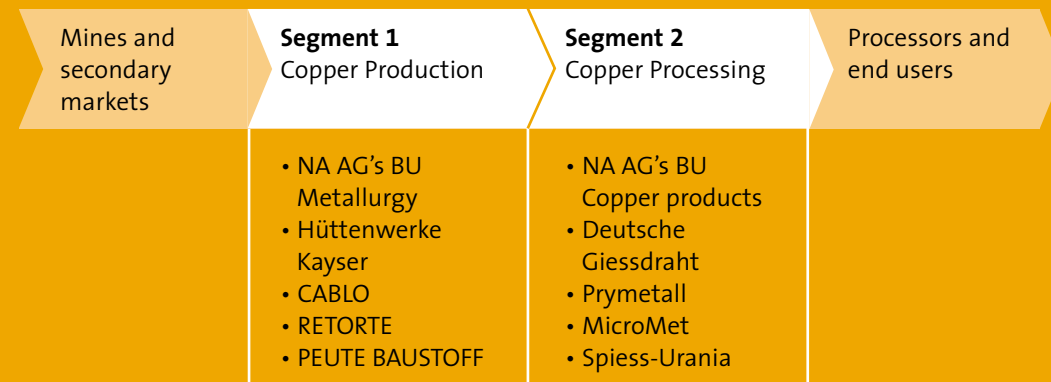 Mines and
secondary
markets
Segment 1
Copper Production
Segment 2
Copper Processing
Processors and
end users
• NA AG's BU
Metallurgy
• Hüttenwerke
Kayser
• CABLO
• RETORTE
• PEUTE BAUSTOFF
• NA AG's BU
Copper products
• Deutsche
Giessdraht
• Prymetall
• MicroMet
• Spiess-Urania